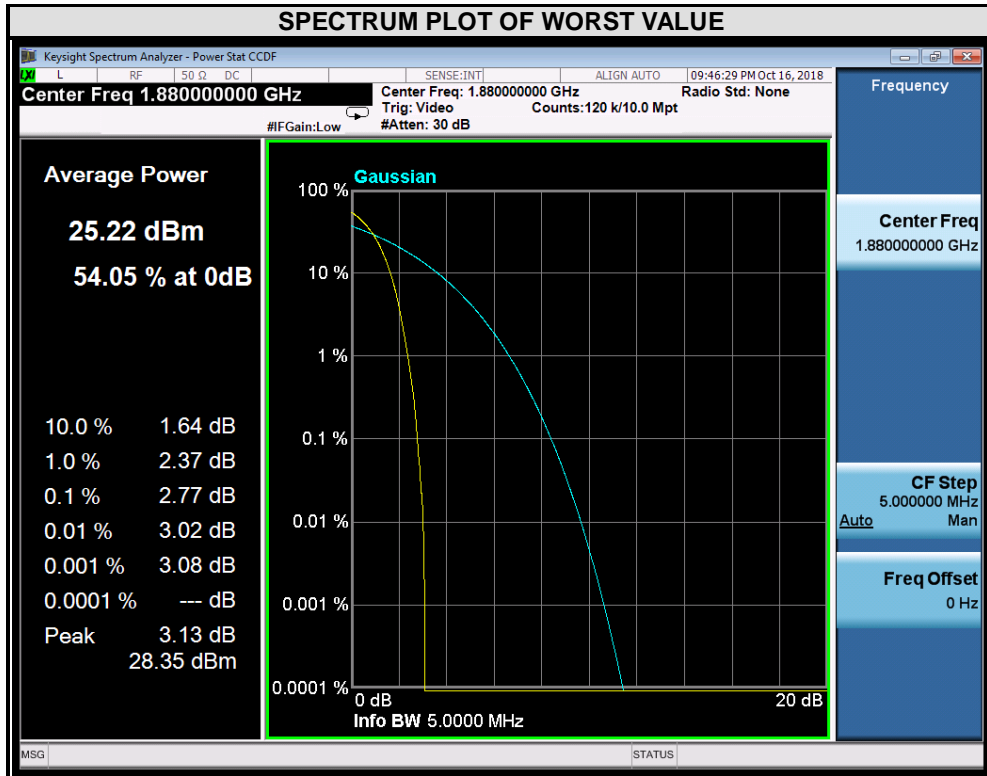 SPECTRUM PLOT OF WORST VALUE
Keysight Spectrum Analyzer - Power Stat CCDF
LXI L RF 50 Ω DC SENSE:INT ALIGN AUTO 09:46:29 PM Oct 16, 2018
Center Freq 1.880000000 GHz
#IFGain:Low
Center Freq: 1.880000000 GHz Radio Std: None
Trig: Video Counts:120 k/10.0 Mpt
#Atten: 30 dB
Average Power
25.22 dBm
54.05 % at 0dB
10.0 % 1.64 dB
1.0 % 2.37 dB
0.1 % 2.77 dB
0.01 % 3.02 dB
0.001 % 3.08 dB
0.0001 % --- dB
Peak 3.13 dB
28.35 dBm
Gaussian
100 %
10 %
1 %
0.1 %
0.01 %
0.001 %
0.0001 %
0 dB 20 dB
Info BW 5.0000 MHz
Frequency
Center Freq
1.880000000 GHz
CF Step
5.000000 MHz
Auto Man
Freq Offset
0 Hz
MSG STATUS